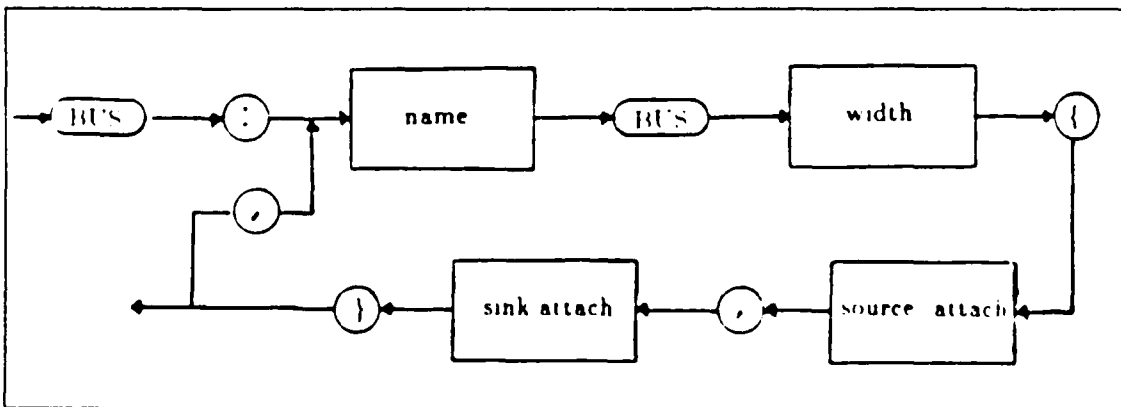 BUS : name BUS width {
,
} sink attach , source attach